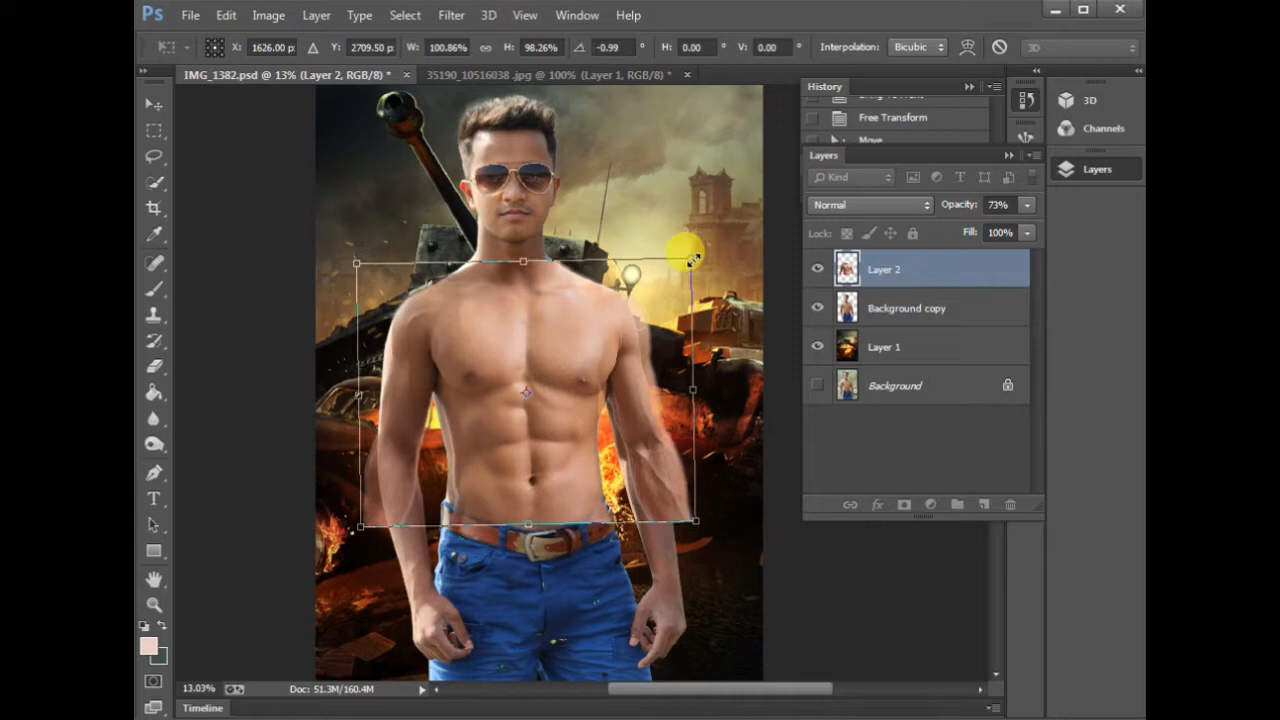 Ps File Edit Image Layer Type Select Filter 3D View Window Help
X: 1626.00 p: Y: 2709.50 p: W: 100.86% H: 98.26% -0.99 ° H: 0.00 ° V: 0.00 ° Interpolation: Bicubic 3D
IMG_1382.psd @ 13% (Layer 2, RGB/8) * × 35190_10516038 .jpg @ 100% (Layer 1, RGB/8) * ×
History
Free Transform
Move
Layers
Kind
Normal Opacity: 73%
Lock: Fill: 100%
Layer 2
Background copy
Layer 1
Background
fx
3D
Channels
Layers
T
13.03% Doc: 51.3M/160.4M
Timeline